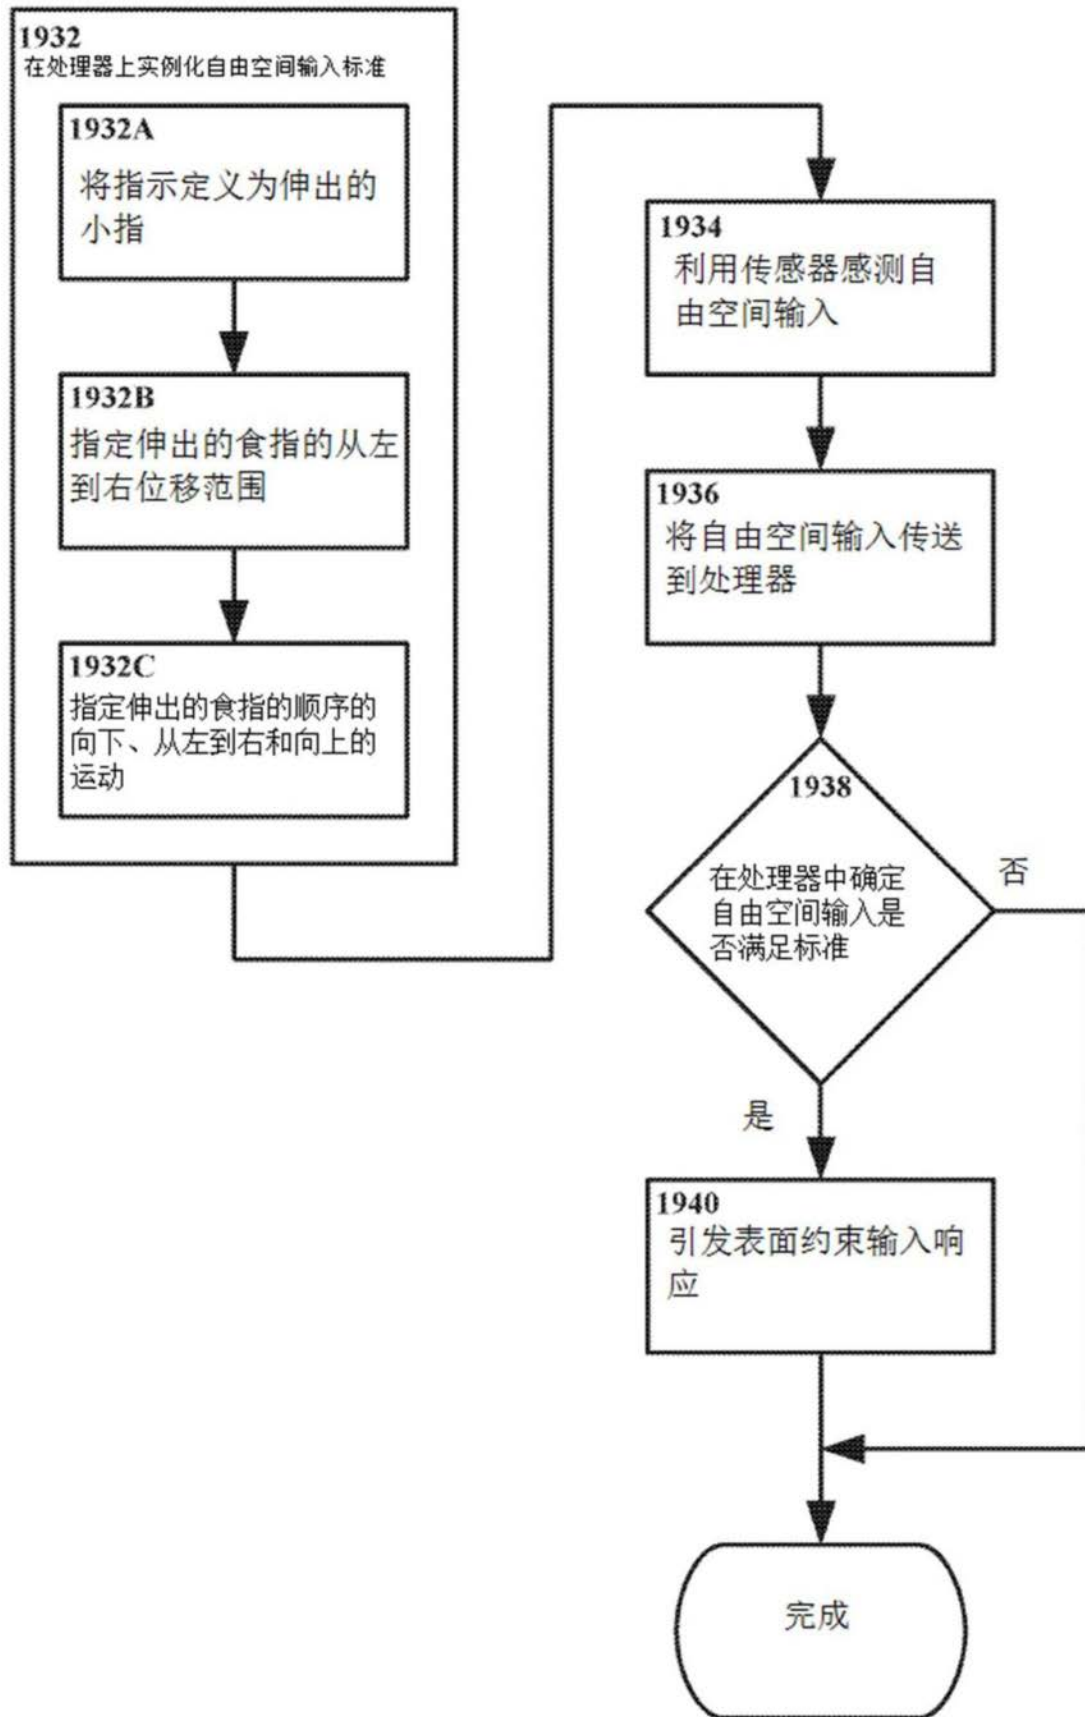 1932
在处理器上实例化自由空间输入标准
1932A
将指示定义为伸出的
小指
1932B
指定伸出的食指的从左
到右位移范围
1932C
指定伸出的食指的顺序的
向下、从左到右和向上的
运动
1934
利用传感器感测自
由空间输入
1936
将自由空间输入传送
到处理器
1938
在处理器中确定
自由空间输入是
否满足标准
否
是
1940
引发表面约束输入响
应
完成